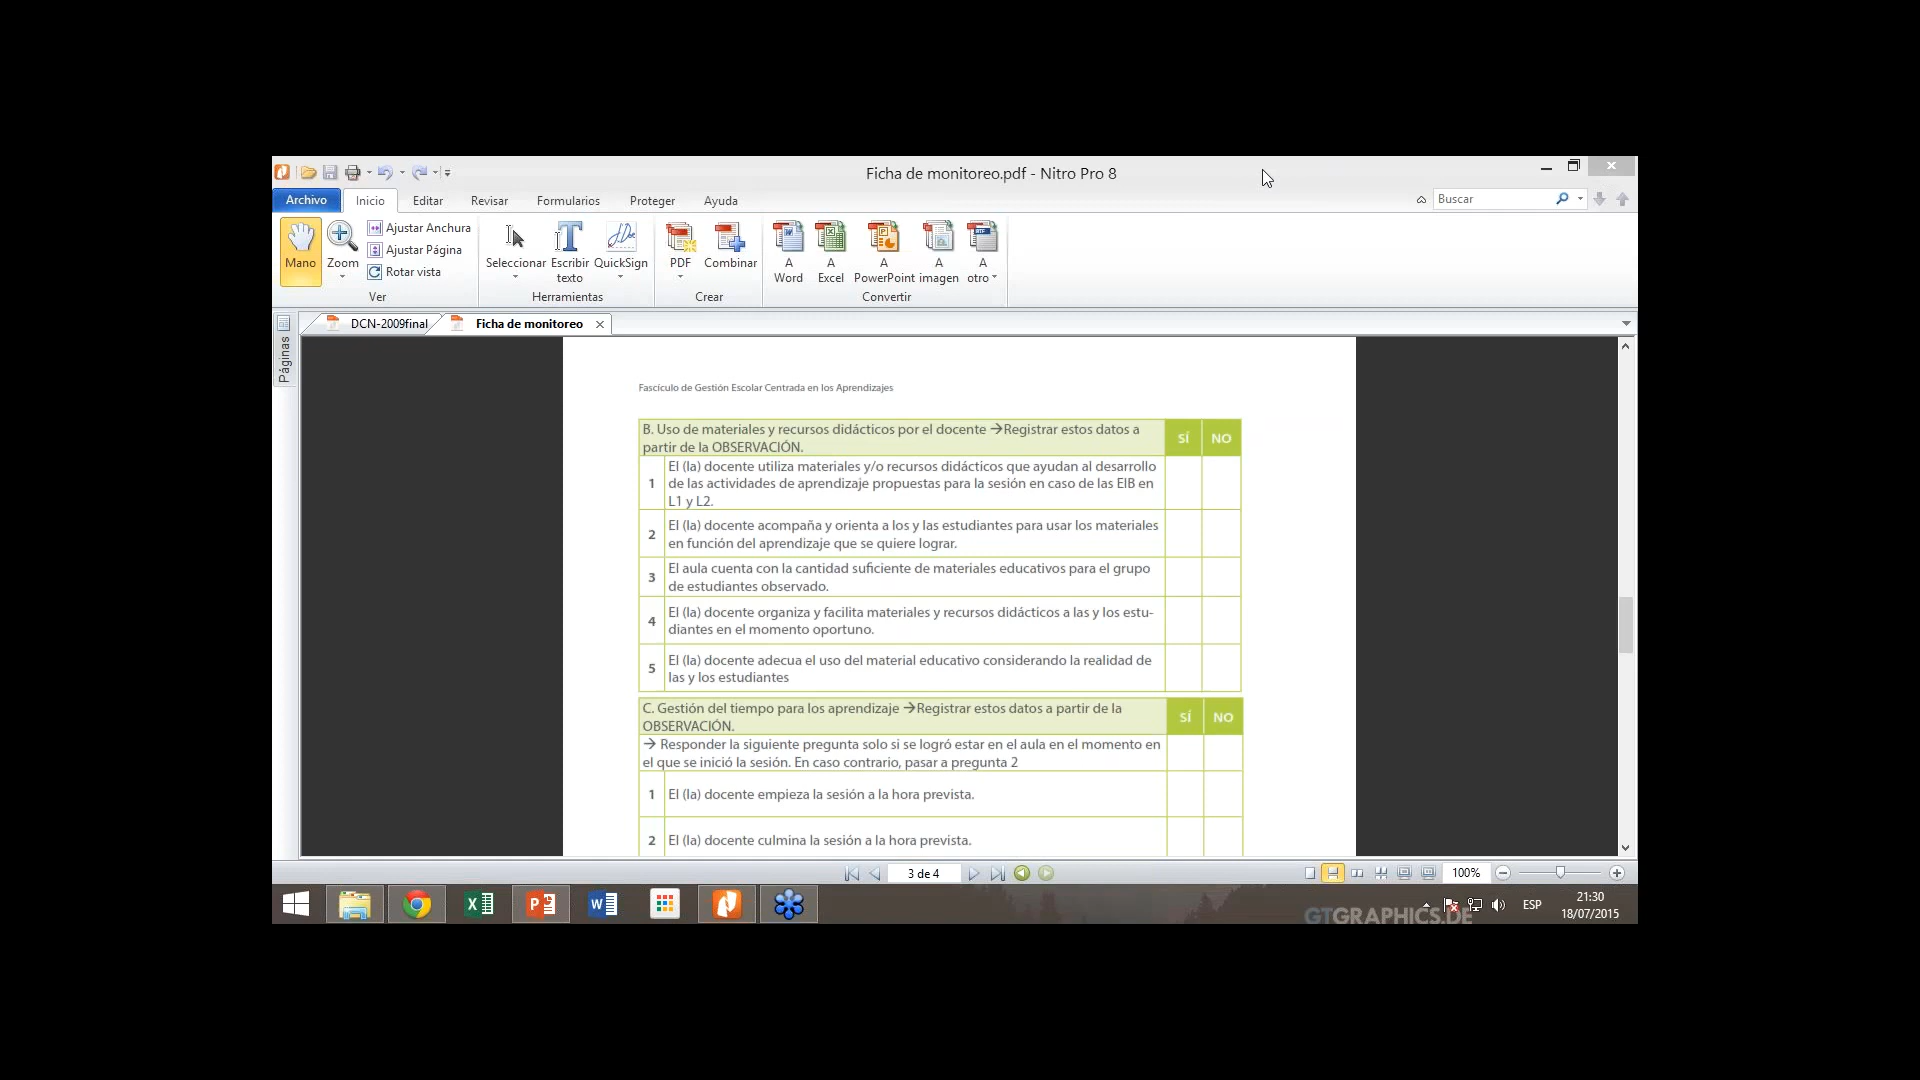 Ficha de monitoreo.pdf - Nitro Pro 8
Archivo Inicio Editar Revisar Formularios Proteger Ayuda Buscar
Mano
Zoom
Ajustar Anchura
Ajustar Página
Rotar vista
Ver
Seleccionar
Escribir
texto
QuickSign
Herramientas
PDF
Combinar
Crear
A
Word
A
Excel
A
PowerPoint
A
imagen
A
otro
Convertir
DCN-2009final
Ficha de monitoreo
Páginas
Fascículo de Gestión Escolar Centrada en los Aprendizajes
B. Uso de materiales y recursos didácticos por el docente →Registrar estos datos a
partir de la OBSERVACIÓN.
SÍ NO
1 El (la) docente utiliza materiales y/o recursos didácticos que ayudan al desarrollo
de las actividades de aprendizaje propuestas para la sesión en caso de las EIB en
L1 y L2.
2 El (la) docente acompaña y orienta a los y las estudiantes para usar los materiales
en función del aprendizaje que se quiere lograr.
3 El aula cuenta con la cantidad suficiente de materiales educativos para el grupo
de estudiantes observado.
4 El (la) docente organiza y facilita materiales y recursos didácticos a las y los estu-
diantes en el momento oportuno.
5 El (la) docente adecua el uso del material educativo considerando la realidad de
las y los estudiantes
C. Gestión del tiempo para los aprendizaje →Registrar estos datos a partir de la
OBSERVACIÓN.
SÍ NO
→ Responder la siguiente pregunta solo si se logró estar en el aula en el momento en
el que se inició la sesión. En caso contrario, pasar a pregunta 2
1 El (la) docente empieza la sesión a la hora prevista.
2 El (la) docente culmina la sesión a la hora prevista.
3 de 4
100%
ESP
21:30
18/07/2015
GTGRAPHICS.DE